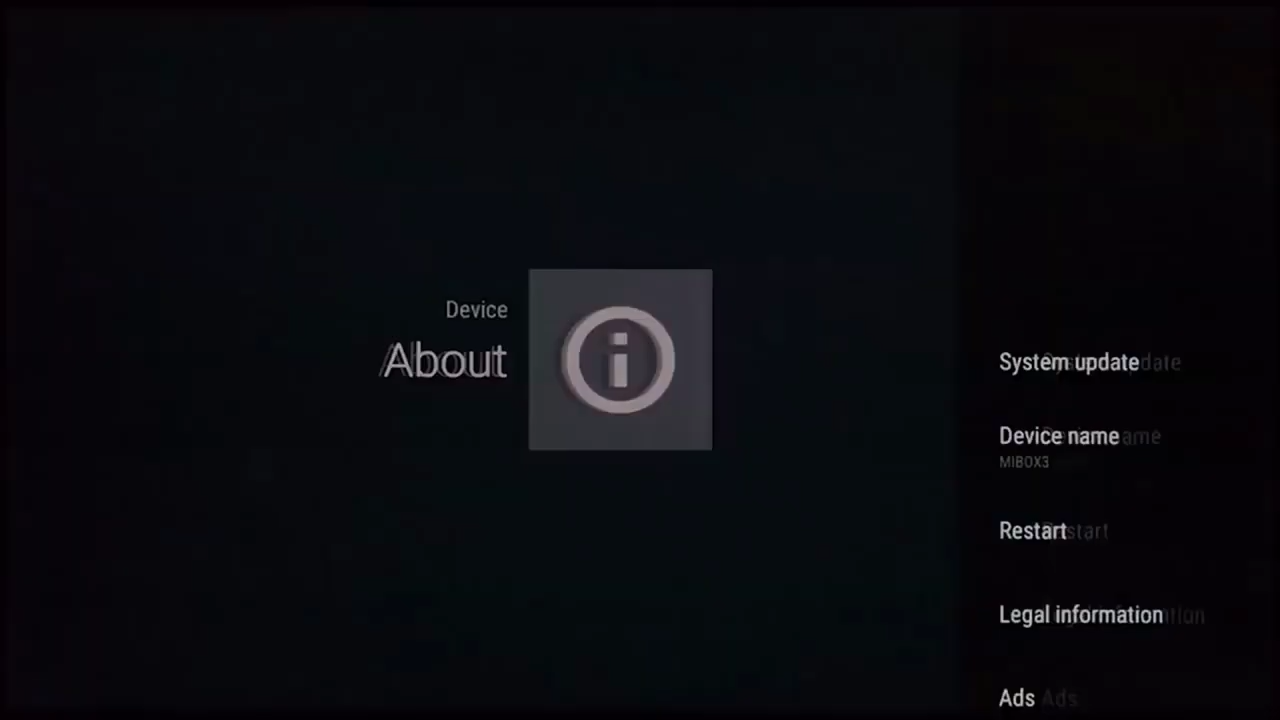 Device
About
System update
Device name
MIBOX3
Restart
Legal information
Ads